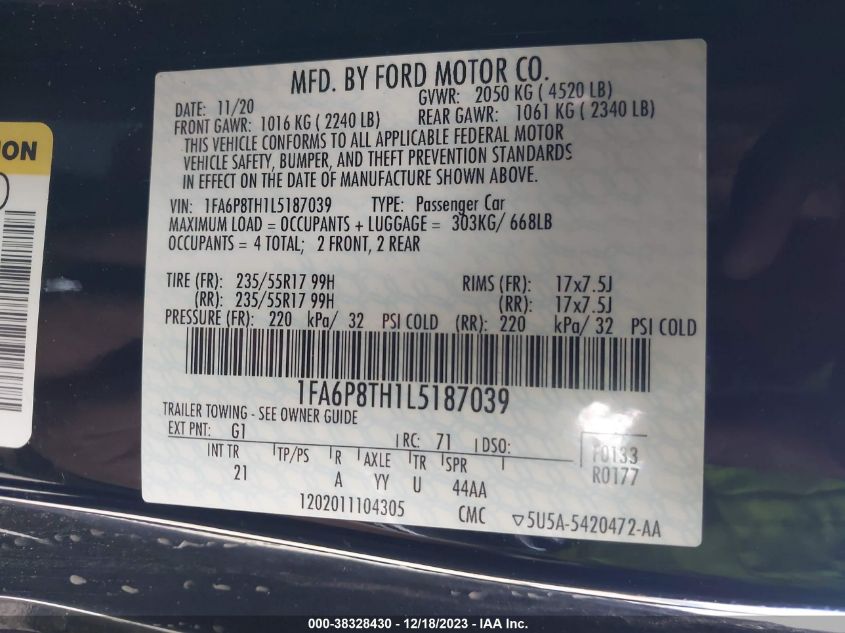 MFD. BY FORD MOTOR CO.
DATE: 11/20 GVWR: 2050 KG ( 4520 LB)
FRONT GAWR: 1016 KG ( 2240 LB) REAR GAWR: 1061 KG ( 2340 LB)
THIS VEHICLE CONFORMS TO ALL APPLICABLE FEDERAL MOTOR
VEHICLE SAFETY, BUMPER, AND THEFT PREVENTION STANDARDS
IN EFFECT ON THE DATE OF MANUFACTURE SHOWN ABOVE.
VIN: 1FA6P8TH1L5187039 TYPE: Passenger Car
MAXIMUM LOAD = OCCUPANTS + LUGGAGE = 303KG/ 668LB
OCCUPANTS = 4 TOTAL; 2 FRONT, 2 REAR
TIRE (FR): 235/55R17 99H RIMS (FR): 17x7.5J
(RR): 235/55R17 99H (RR): 17x7.5J
PRESSURE (FR): 220 kPa/ 32 PSI COLD (RR): 220 kPa/ 32 PSI COLD
1FA6P8TH1L5187039
TRAILER TOWING - SEE OWNER GUIDE
EXT PNT: G1 RC: 71 DSO: F0133
INT TR TP/PS R AXLE TR SPR R0177
21 A YY U 44AA
1202011104305 CMC ▽5U5A-5420472-AA
ION
000-38328430 - 12/18/2023 - IAA Inc.